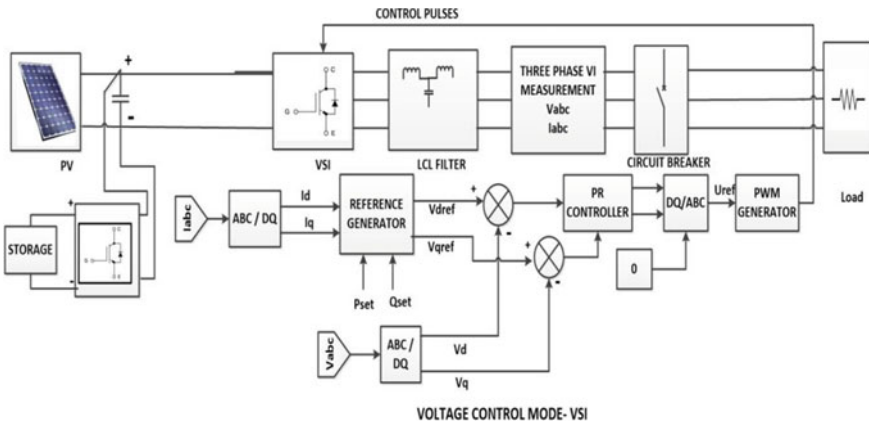 CONTROL PULSES
+
-
PV
G
C
E
VSI
LCL FILTER
THREE PHASE VI
MEASUREMENT
Vabc
Iabc
CIRCUIT BREAKER
Load
STORAGE
+
-
G
C
E
Iabc
ABC / DQ
Id
Iq
REFERENCE
GENERATOR
Pset
Qset
Vdref
Vqref
+
-
+
-
PR
CONTROLLER
DQ/ABC
0
Uref
PWM
GENERATOR
Vabc
ABC /
DQ
Vd
Vq
VOLTAGE CONTROL MODE- VSI